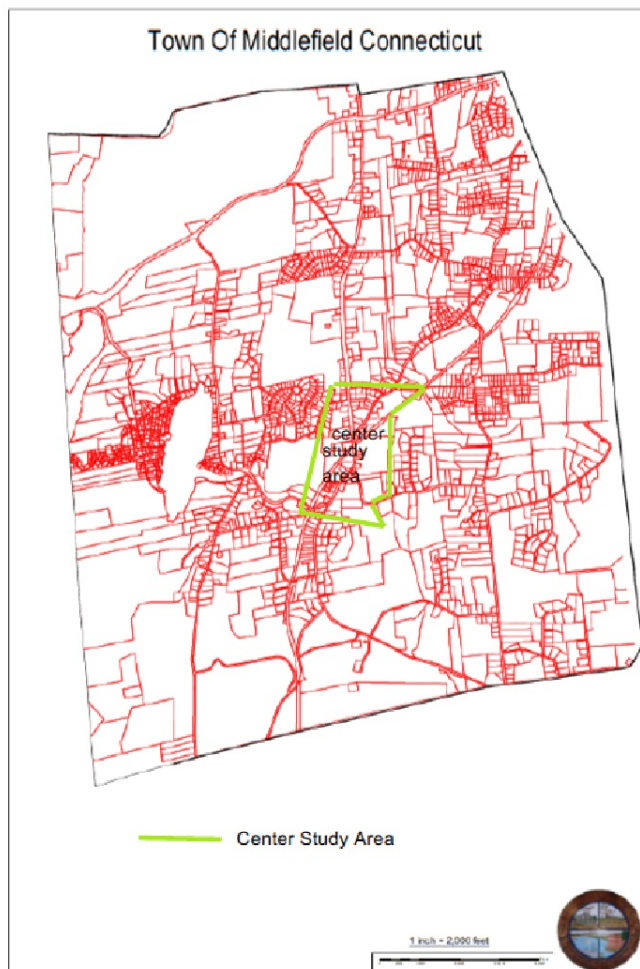 Town Of Middlefield Connecticut
center
study
area
Center Study Area
1 inch = 2,000 feet